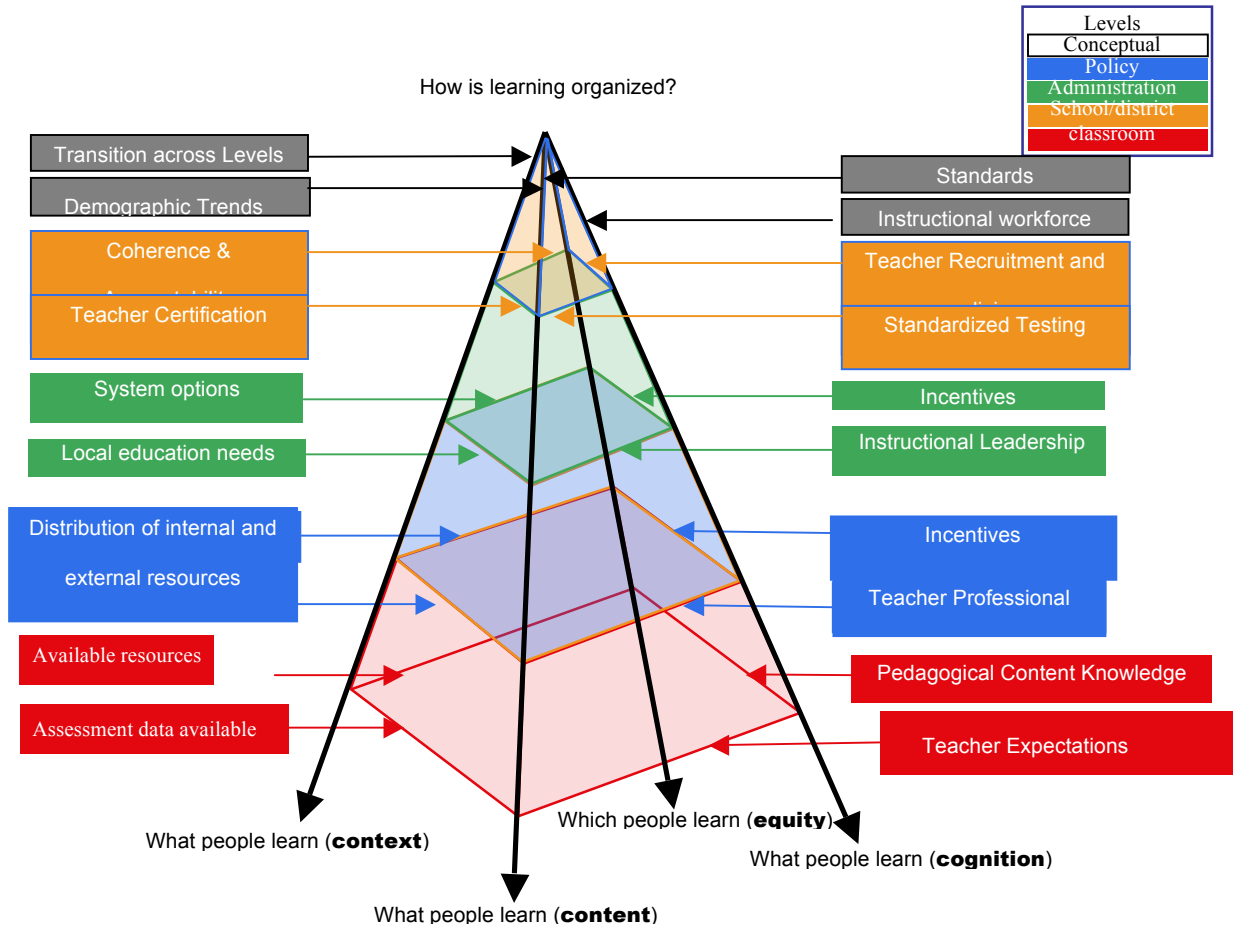 Levels
Conceptual
Policy
Administration
School/district
classroom
How is learning organized?
Transition across Levels
Demographic Trends
Coherence &
Teacher Certification
System options
Local education needs
Distribution of internal and
external resources
Available resources
Assessment data available
Standards
Instructional workforce
Teacher Recruitment and
Standardized Testing
Incentives
Instructional Leadership
Incentives
Teacher Professional
Pedagogical Content Knowledge
Teacher Expectations
What people learn (context)
Which people learn (equity)
What people learn (cognition)
What people learn (content)